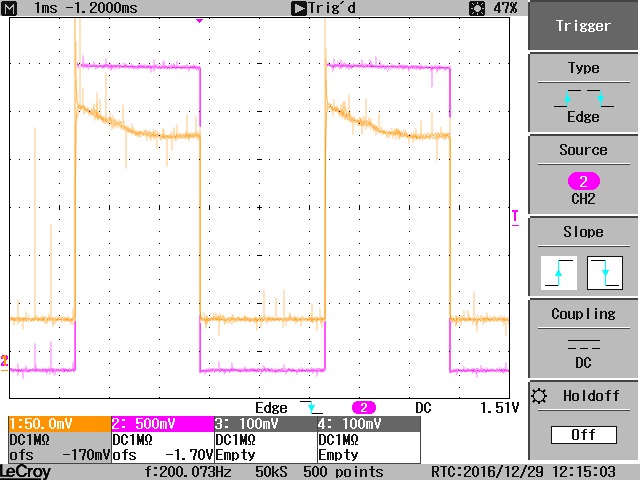 M 1ms -1.2000ms Trig'd 47%
Trigger
Type
Edge
Source
2
CH2
T
Slope
Coupling
DC
2
Holdoff
Off
Edge 2 DC 1.51V
1:50.0mV 2: 500mV 3: 100mV 4: 100mV
DC1MΩ DC1MΩ DC1MΩ DC1MΩ
ofs -170mV ofs -1.70V Empty Empty
LeCroy f:200.073Hz 50kS 500 points RTC:2016/12/29 12:15:03